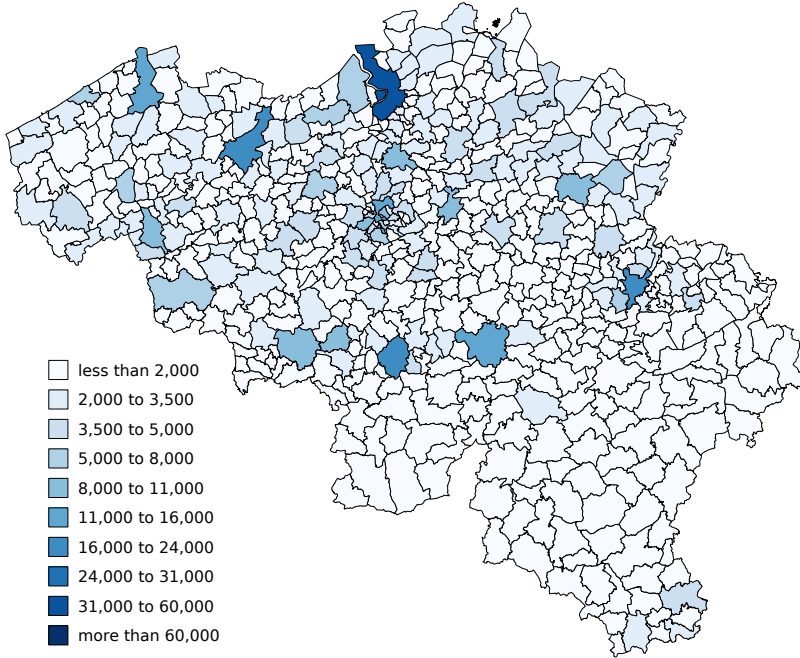 less than 2,000
2,000 to 3,500
3,500 to 5,000
5,000 to 8,000
8,000 to 11,000
11,000 to 16,000
16,000 to 24,000
24,000 to 31,000
31,000 to 60,000
more than 60,000